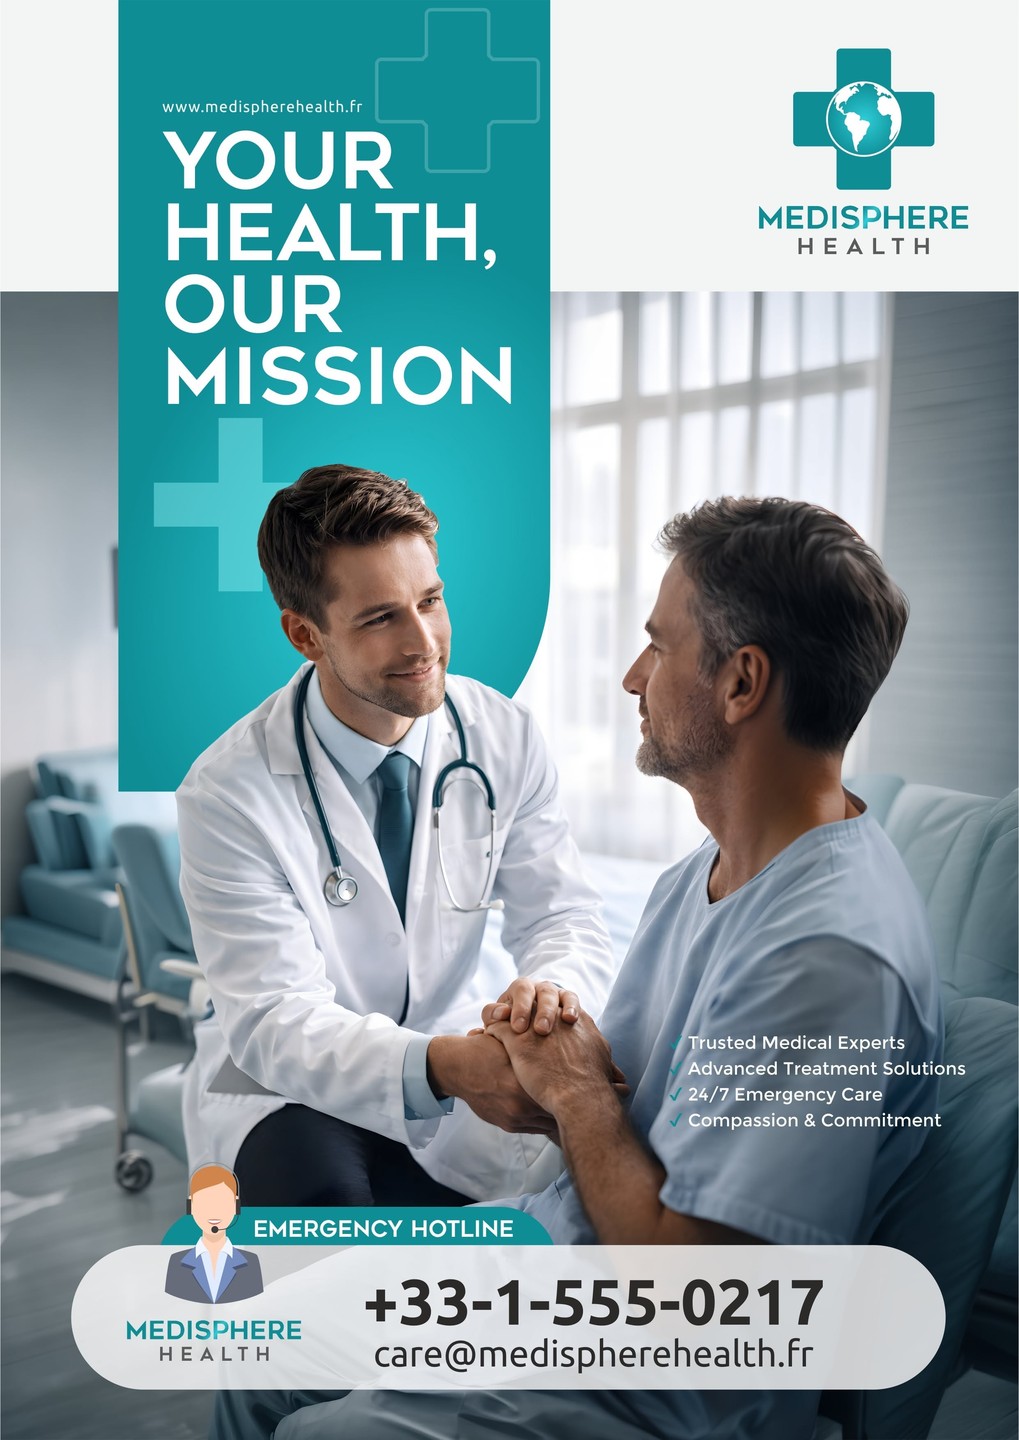 www.medispherehealth.fr
YOUR
HEALTH,
OUR
MISSION
MEDISPHERE
HEALTH
Trusted Medical Experts
Advanced Treatment Solutions
24/7 Emergency Care
Compassion & Commitment
EMERGENCY HOTLINE
MEDISPHERE
HEALTH
+33-1-555-0217
care@medispherehealth.fr